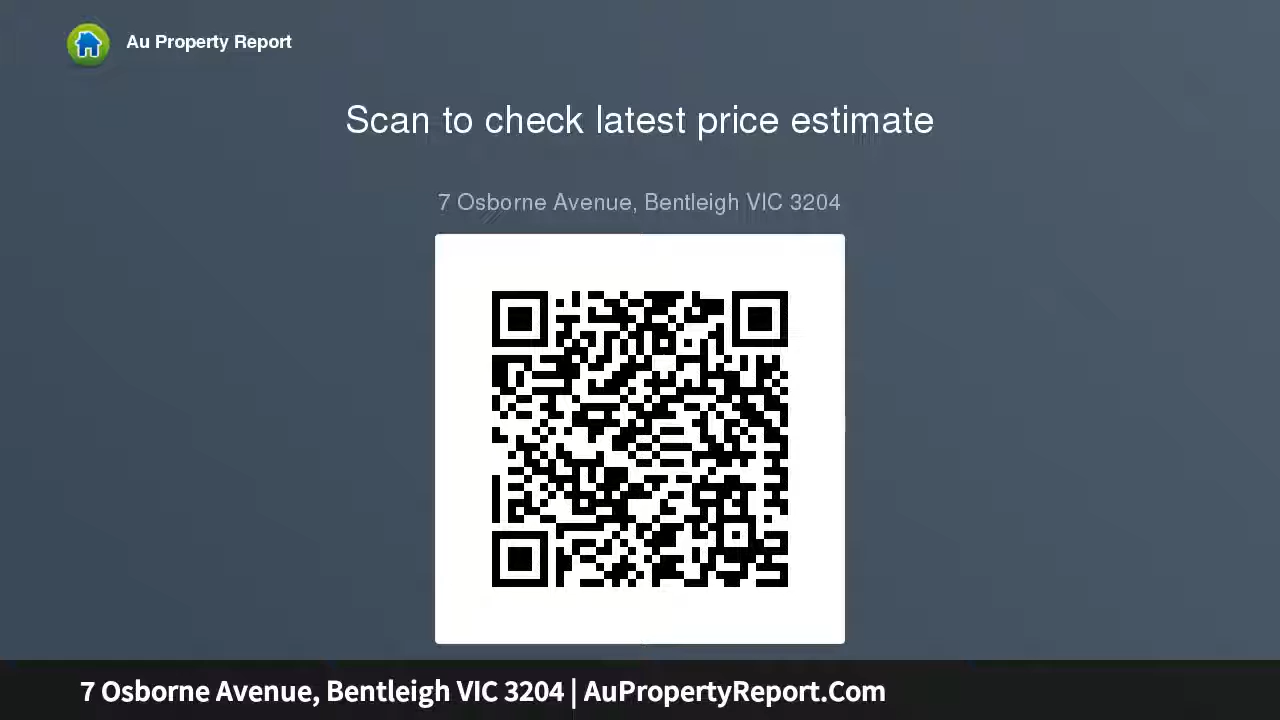 Au Property Report
Scan to check latest price estimate
7 Osborne Avenue, Bentleigh VIC 3204
7 Osborne Avenue, Bentleigh VIC 3204 | AuPropertyReport.Com